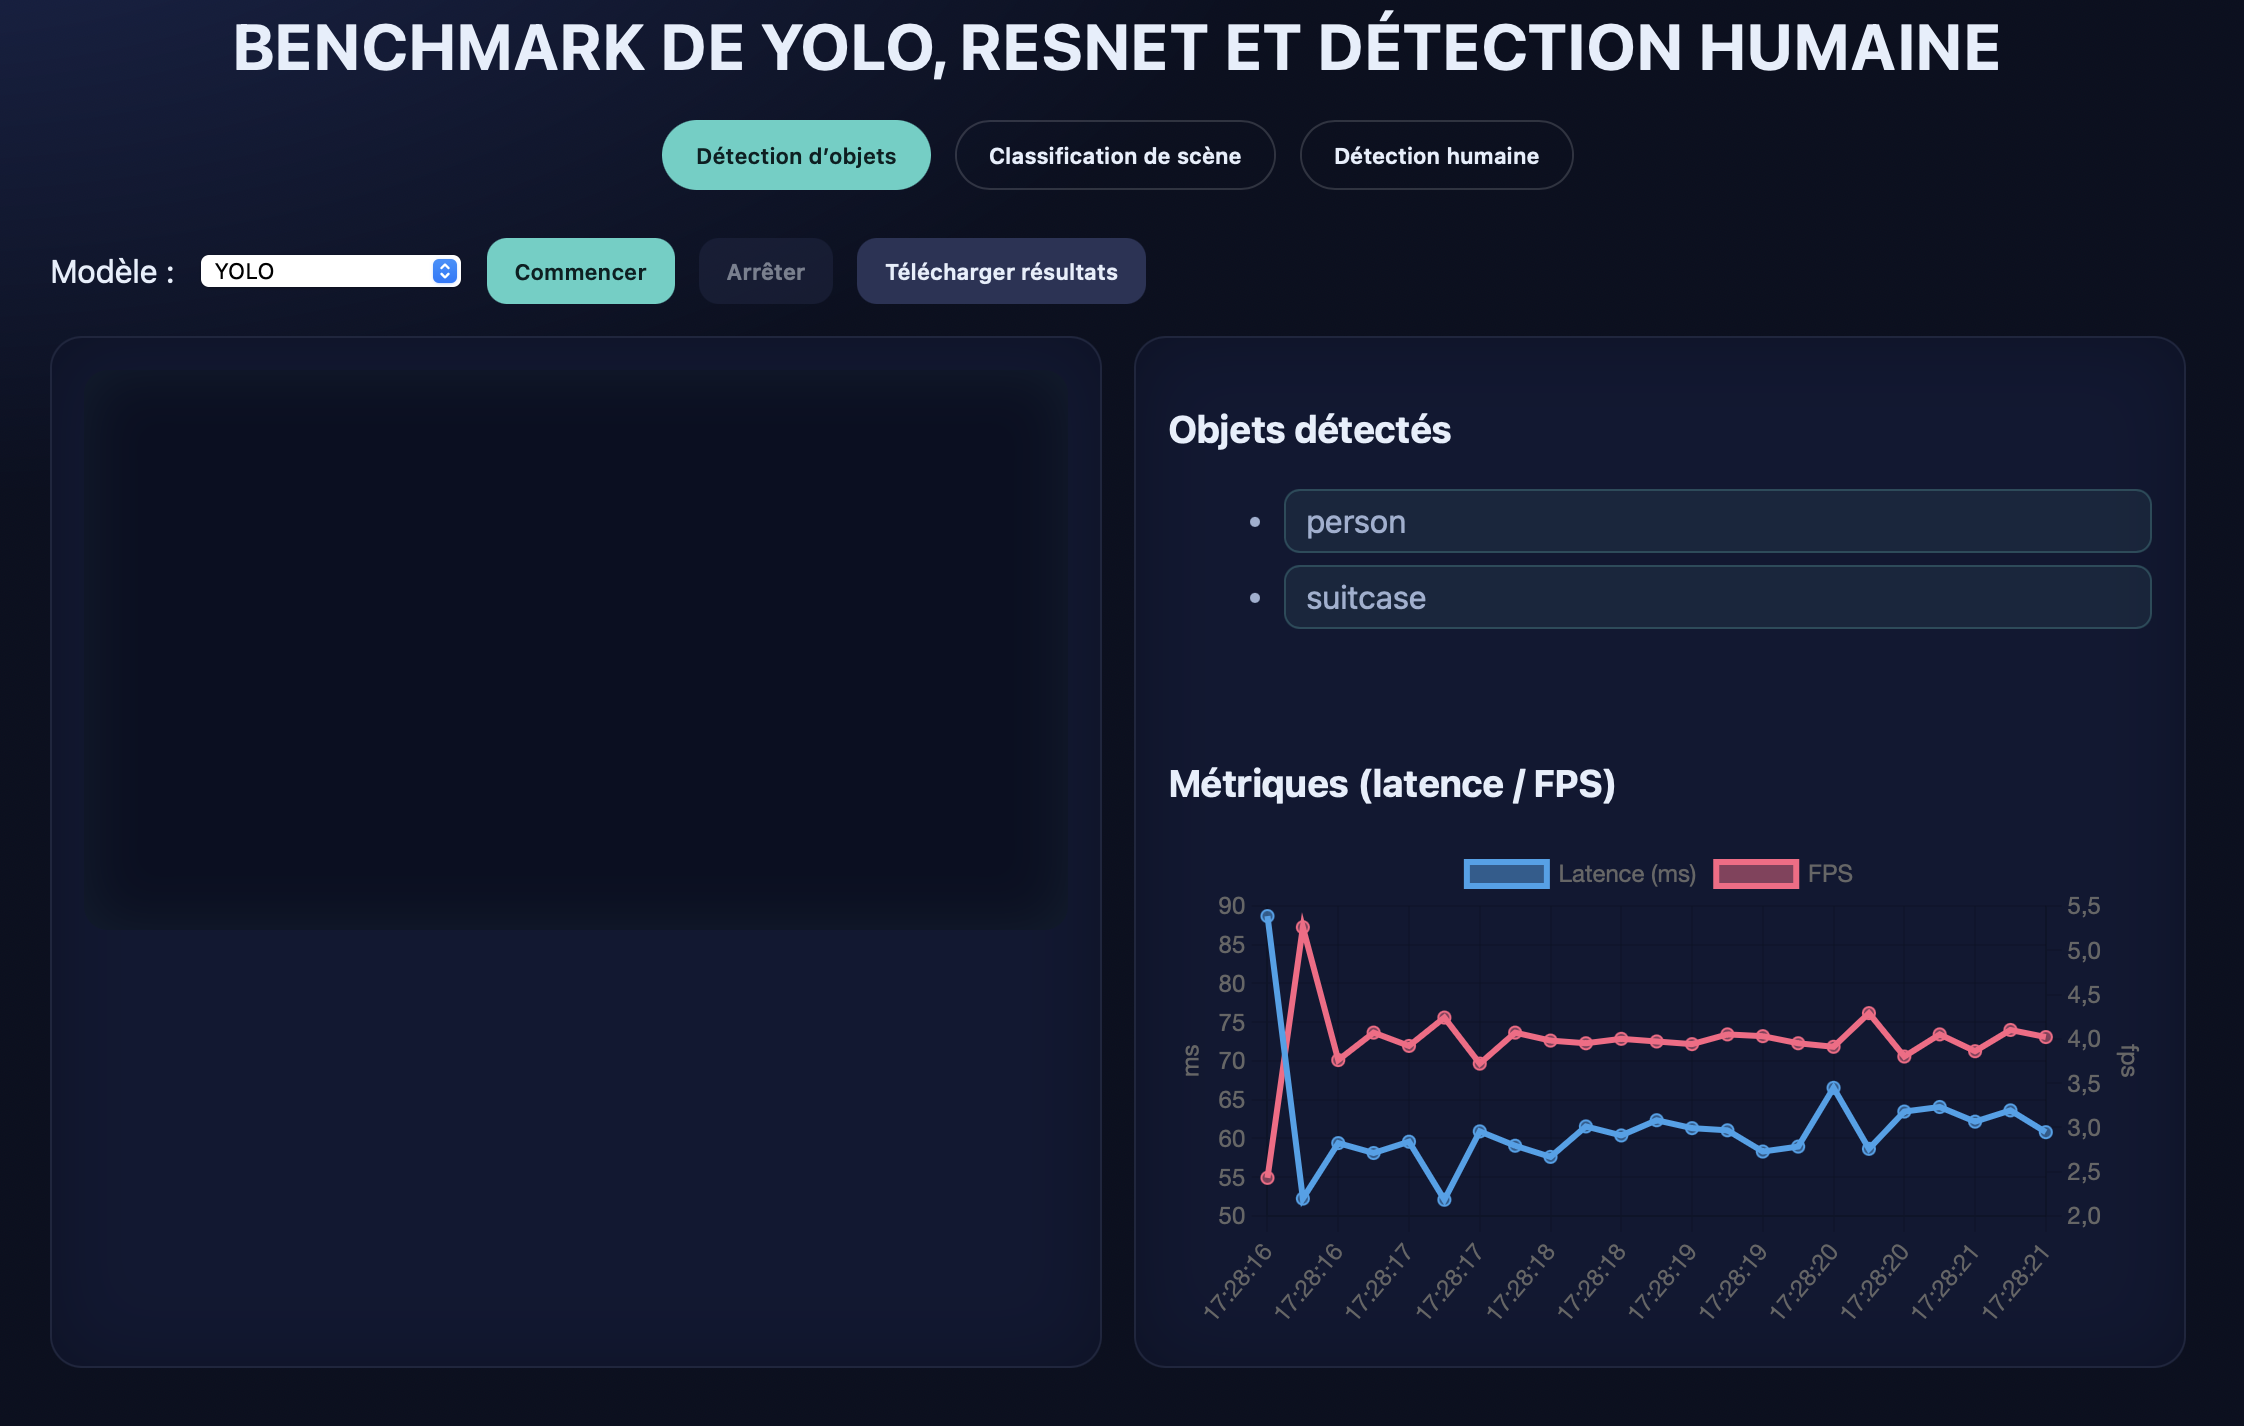 BENCHMARK DE YOLO, RESNET ET DÉTECTION HUMAINE
Détection d’objets Classification de scène Détection humaine
Modèle : YOLO Commencer Arrêter Télécharger résultats
Objets détectés
• person
• suitcase
Métriques (latence / FPS)
Latence (ms) FPS
90 5,5
85 5,0
80 4,5
75 4,0
70 3,5
65 3,0
60 2,5
55 2,0
50
ms
fps
17:28:16 17:28:16 17:28:17 17:28:17 17:28:18 17:28:18 17:28:19 17:28:19 17:28:20 17:28:20 17:28:21 17:28:21